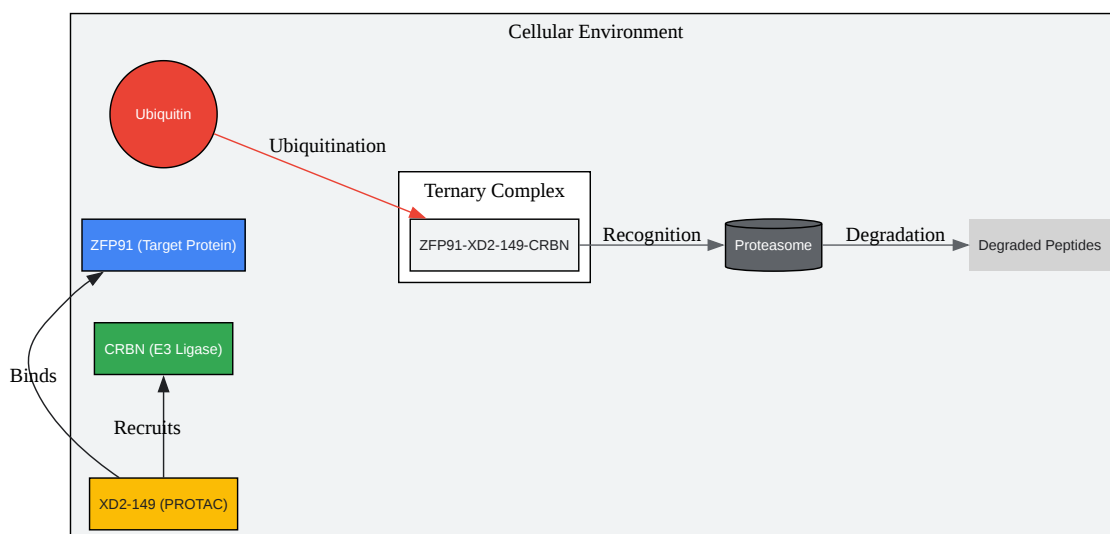 Cellular Environment
Ubiquitin
Ubiquitination
Ternary Complex
ZFP91 (Target Protein)
ZFP91-XD2-149-CRBN
Recognition
Proteasome
Degradation
Degraded Peptides
CRBN (E3 Ligase)
Binds
Recruits
XD2-149 (PROTAC)